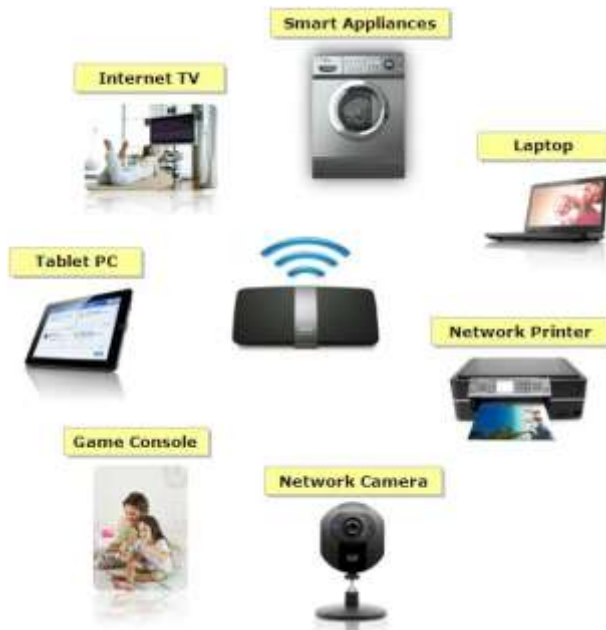 Smart Appliances
Internet TV
Laptop
Tablet PC
Network Printer
Game Console
Network Camera